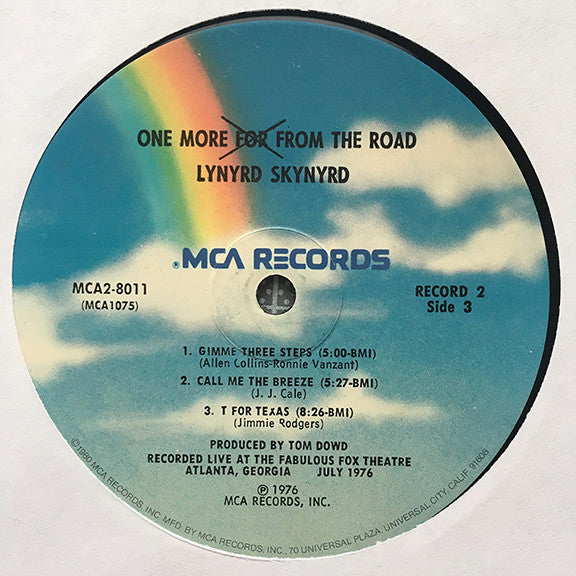 ONE MORE FOR FROM THE ROAD
LYNYRD SKYNYRD
®MCA RECORDS
MCA2-8011
(MCA1075)
RECORD 2
Side 3
1. GIMME THREE STEPS (5:00-BMI)
(Allen Collins-Ronnie Vanzant)
2. CALL ME THE BREEZE (5:27-BMI)
(J. J. Cale)
3. T FOR TEXAS (8:26-BMI)
(Jimmie Rodgers)
PRODUCED BY TOM DOWD
RECORDED LIVE AT THE FABULOUS FOX THEATRE
ATLANTA, GEORGIA JULY 1976
℗ 1976
MCA RECORDS, INC.
©1980 MCA RECORDS, INC. MFD. BY MCA RECORDS, INC., 70 UNIVERSAL PLAZA, UNIVERSAL CITY, CALIF. 91608